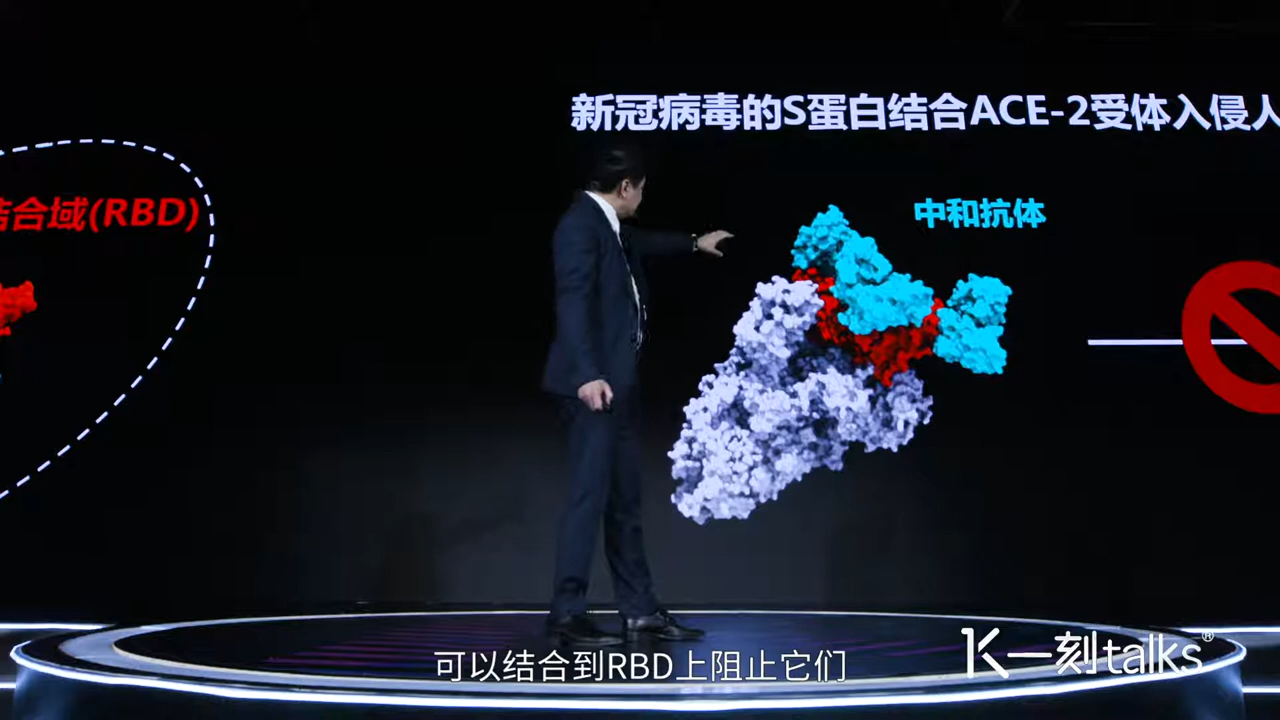 新冠病毒的S蛋白结合ACE-2受体入侵人
结合域(RBD)
中和抗体
可以结合到RBD上阻止它们
一刻talks®